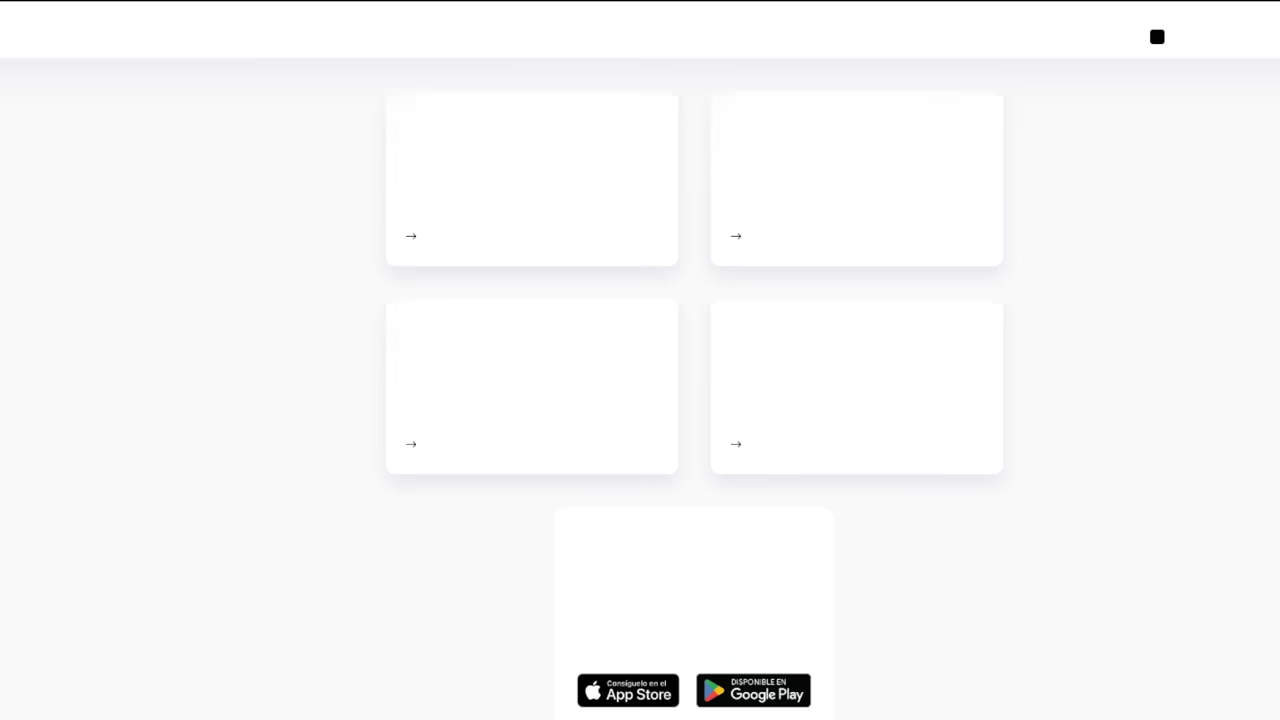 →
→
→
→
Consíguelo en el
App Store
DISPONIBLE EN
Google Play